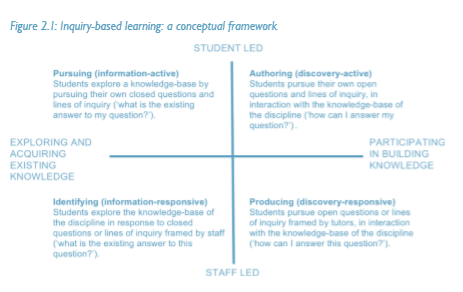 Figure 2.1: Inquiry-based learning: a conceptual framework
STUDENT LED
Pursuing (information-active)
Students explore a knowledge-base by
pursuing their own closed questions and
lines of inquiry ('what is the existing
answer to my question?').
Authoring (discovery-active)
Students pursue their own open
questions and lines of inquiry, in
interaction with the knowledge-base of
the discipline ('how can I answer my
question?').
EXPLORING AND
ACQUIRING
EXISTING
KNOWLEDGE
PARTICIPATING
IN BUILDING
KNOWLEDGE
Identifying (information-responsive)
Students explore the knowledge-base of
the discipline in response to closed
questions or lines of inquiry framed by staff
('what is the existing answer to this
question?').
Producing (discovery-responsive)
Students pursue open questions or lines
of inquiry framed by tutors, in interaction
with the knowledge-base of the discipline
('how can I answer this question?').
STAFF LED